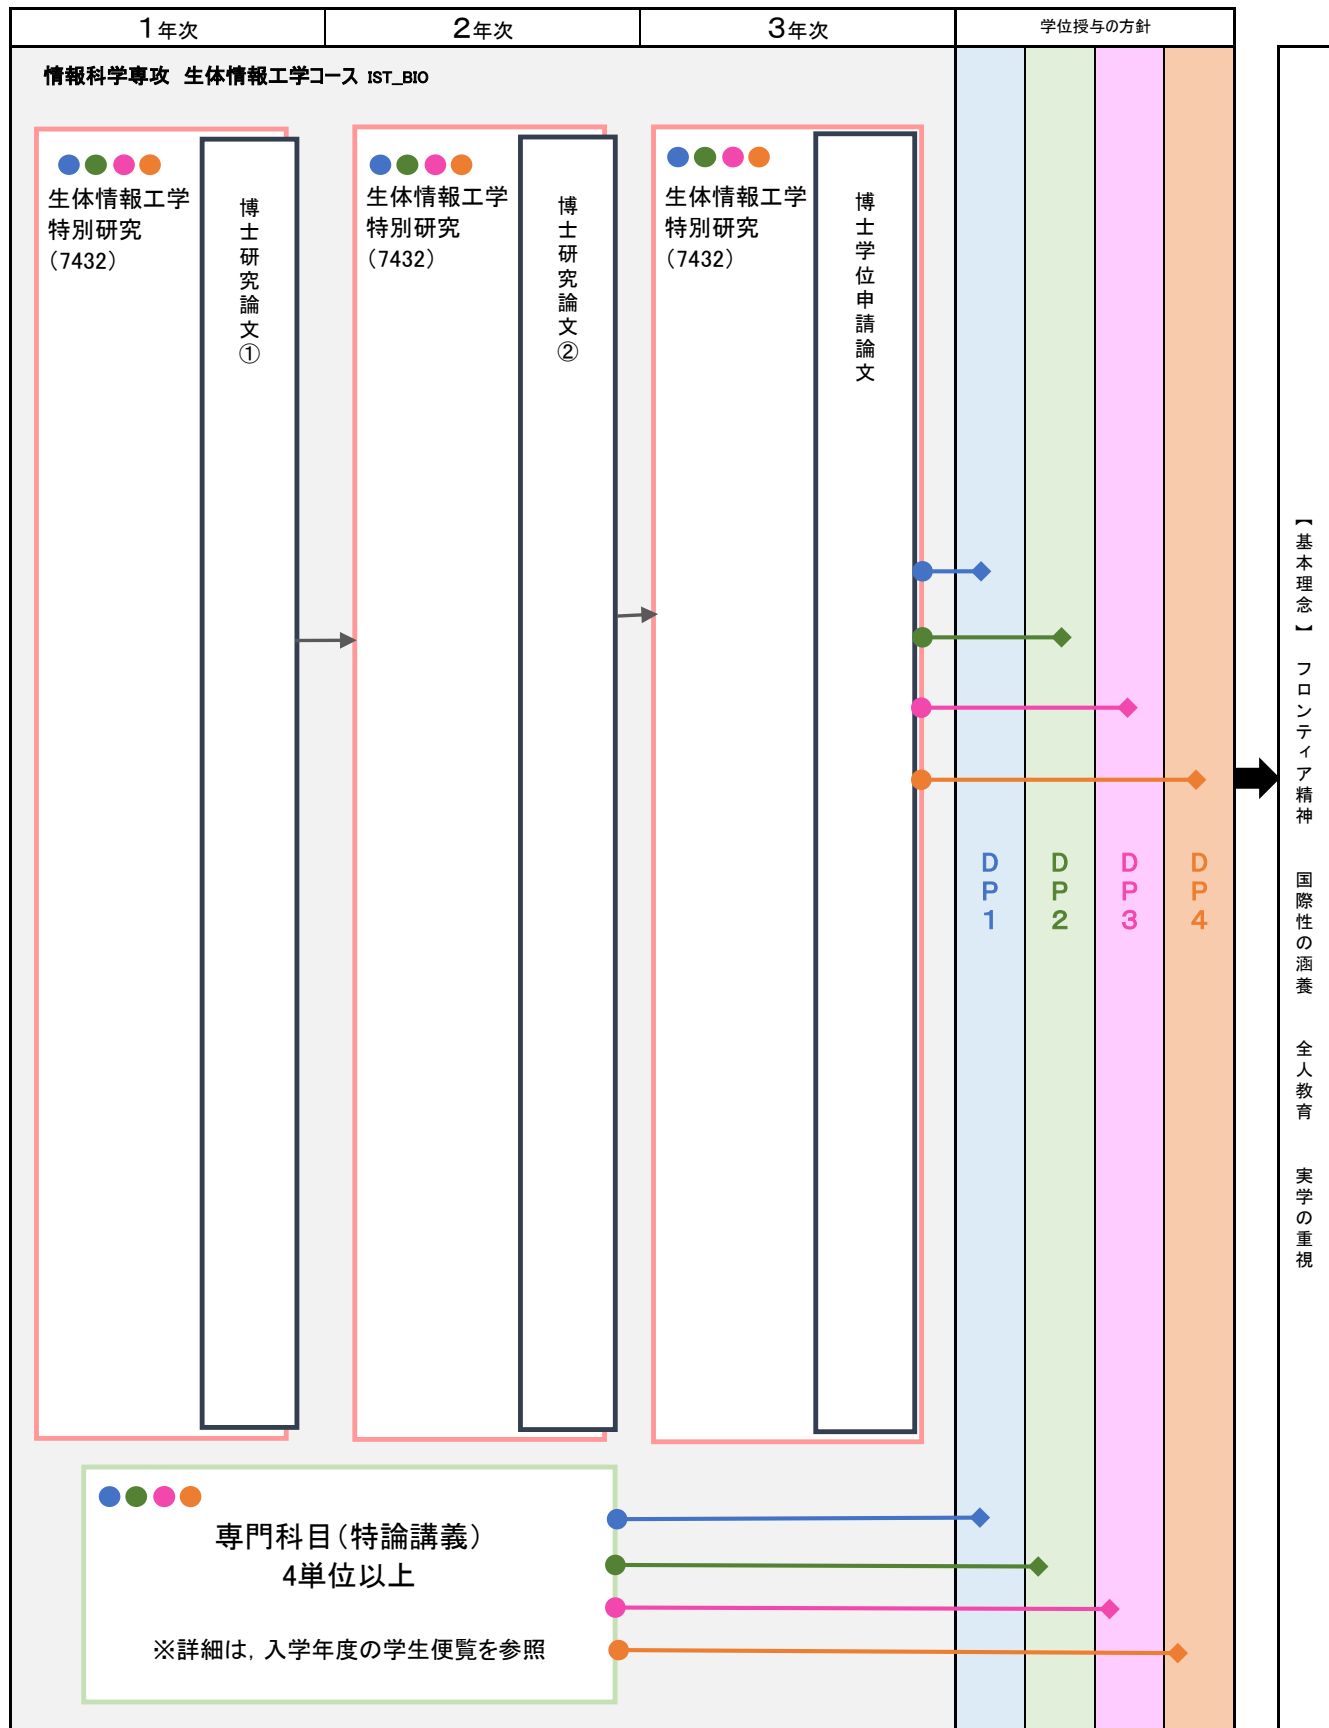 1年次
2年次
3年次
学位授与の方針
情報科学専攻 生体情報工学コース IST_BIO
生体情報工学
特別研究
(7432)
博士研究論文①
生体情報工学
特別研究
(7432)
博士研究論文②
生体情報工学
特別研究
(7432)
博士学位申請論文
DP1
DP2
DP3
DP4
【基本理念】 フロンティア精神 国際性の涵養 全人教育 実学の重視
専門科目(特論講義)
4単位以上
※詳細は, 入学年度の学生便覧を参照